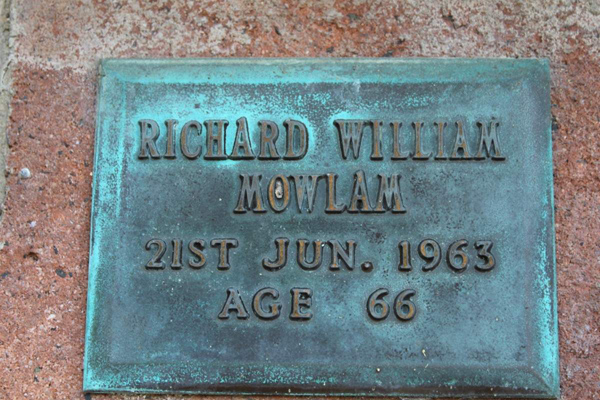 RICHARD WILLIAM
MOWLAM
21ST JUN. 1963
AGE 66